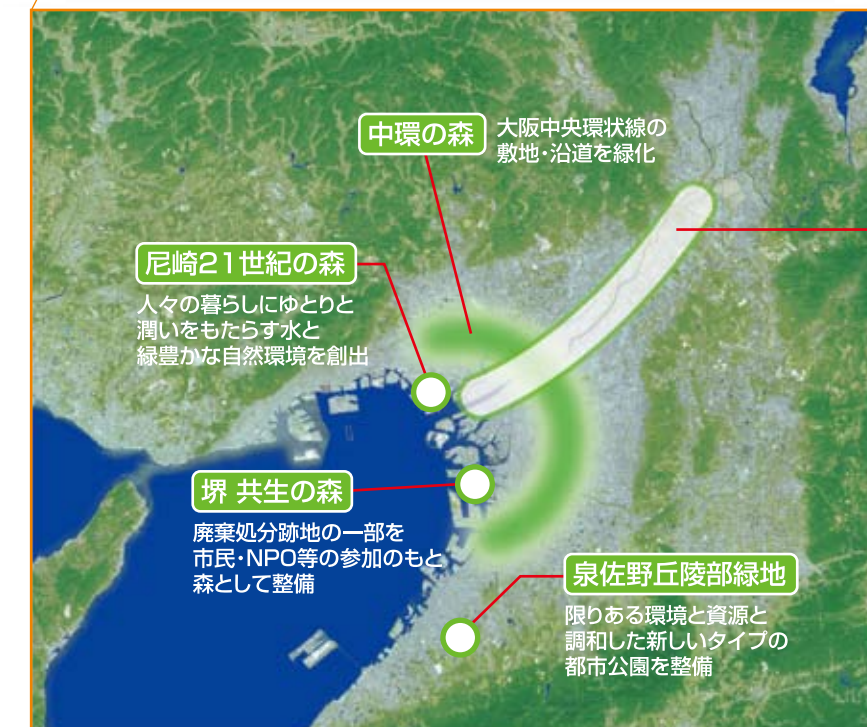 中環の森
大阪中央環状線の
敷地・沿道を緑化
尼崎21世紀の森
人々の暮らしにゆとりと
潤いをもたらす水と
緑豊かな自然環境を創出
堺 共生の森
廃棄処分跡地の一部を
市民・NPO等の参加のもと
森として整備
泉佐野丘陵部緑地
限りある環境と資源と
調和した新しいタイプの
都市公園を整備